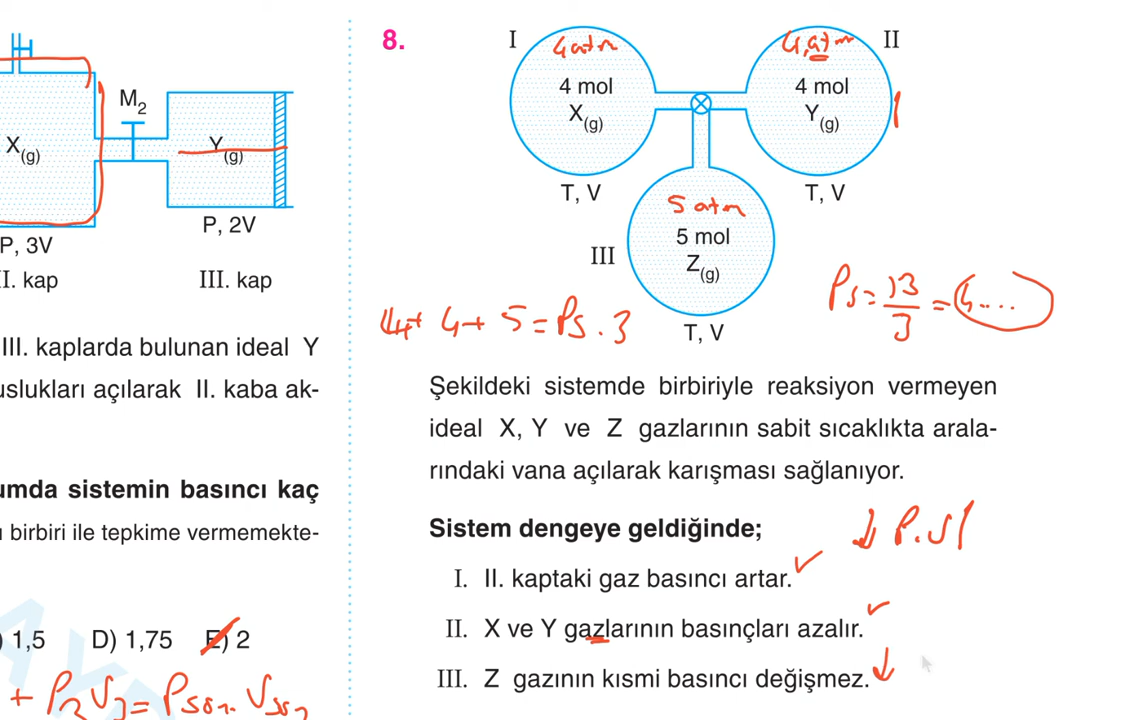 X(g)
M₂
Y(g)
P, 3V
P, 2V
I. kap
III. kap
III. kaplarda bulunan ideal Y
uslukları açılarak II. kaba ak-
umda sistemin basıncı kaç
ı birbiri ile tepkime vermemekte-
) 1,5 D) 1,75 E) 2
+ P₂V₂ = Pson Vson
8.
I
4 atm
4 mol
X(g)
T, V
4 atm
II
4 mol
Y(g)
T, V
5 atm
III
5 mol
Z(g)
T, V
4 + 4 + 5 = Ps . 3
Ps = 13/3 = 4....
Şekildeki sistemde birbiriyle reaksiyon vermeyen
ideal X, Y ve Z gazlarının sabit sıcaklıkta arala-
rındaki vana açılarak karışması sağlanıyor.
Sistem dengeye geldiğinde;
↓ P.V↑
I. II. kaptaki gaz basıncı artar. ✓
II. X ve Y gazlarının basınçları azalır. ✓
III. Z gazının kısmi basıncı değişmez. ↓